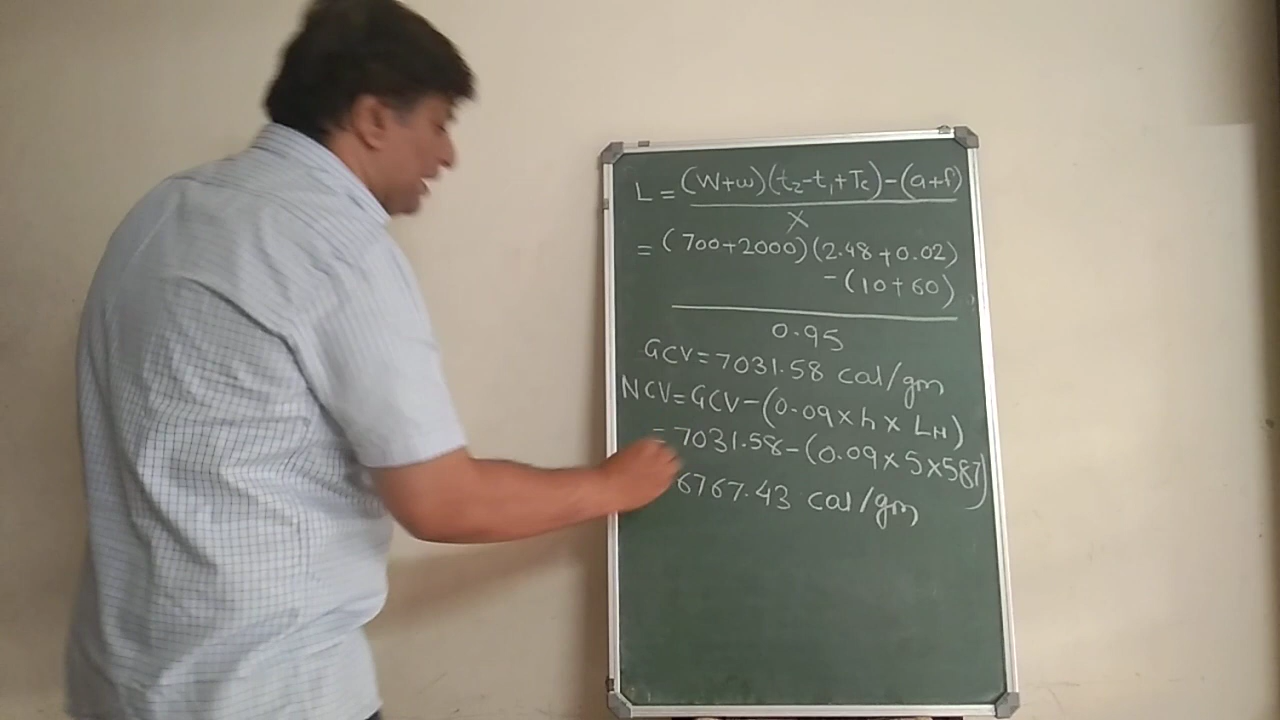 L = (W+w)(t₂-t₁+Tc)-(a+f)
x
= (700+2000)(2.48+0.02)
-(10+60)
0.95
GCV=7031.58 cal/gm
NCV=GCV-(0.09×h×LH)
=7031.58-(0.09×5×587)
6767.43 cal/gm